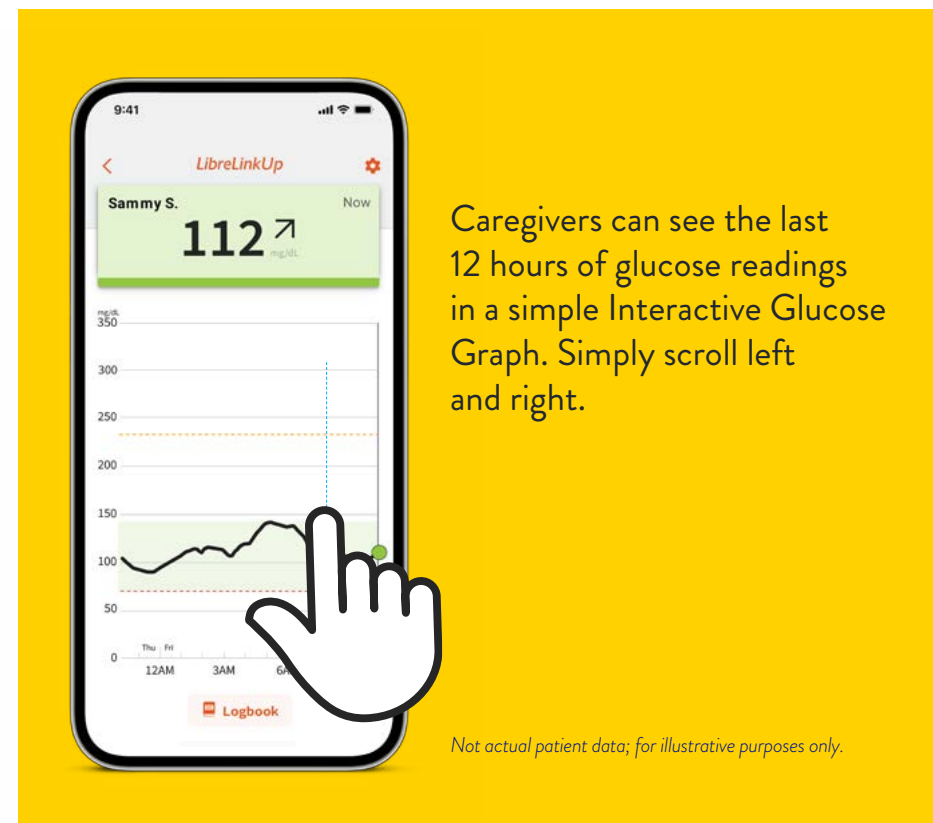 9:41
LibreLinkUp
Sammy S.
Now
112
mg/dL
mg/dL
350
300
250
200
150
100
50
0
Thu Fri
12AM 3AM
Logbook
Caregivers can see the last
12 hours of glucose readings
in a simple Interactive Glucose
Graph. Simply scroll left
and right.
Not actual patient data; for illustrative purposes only.